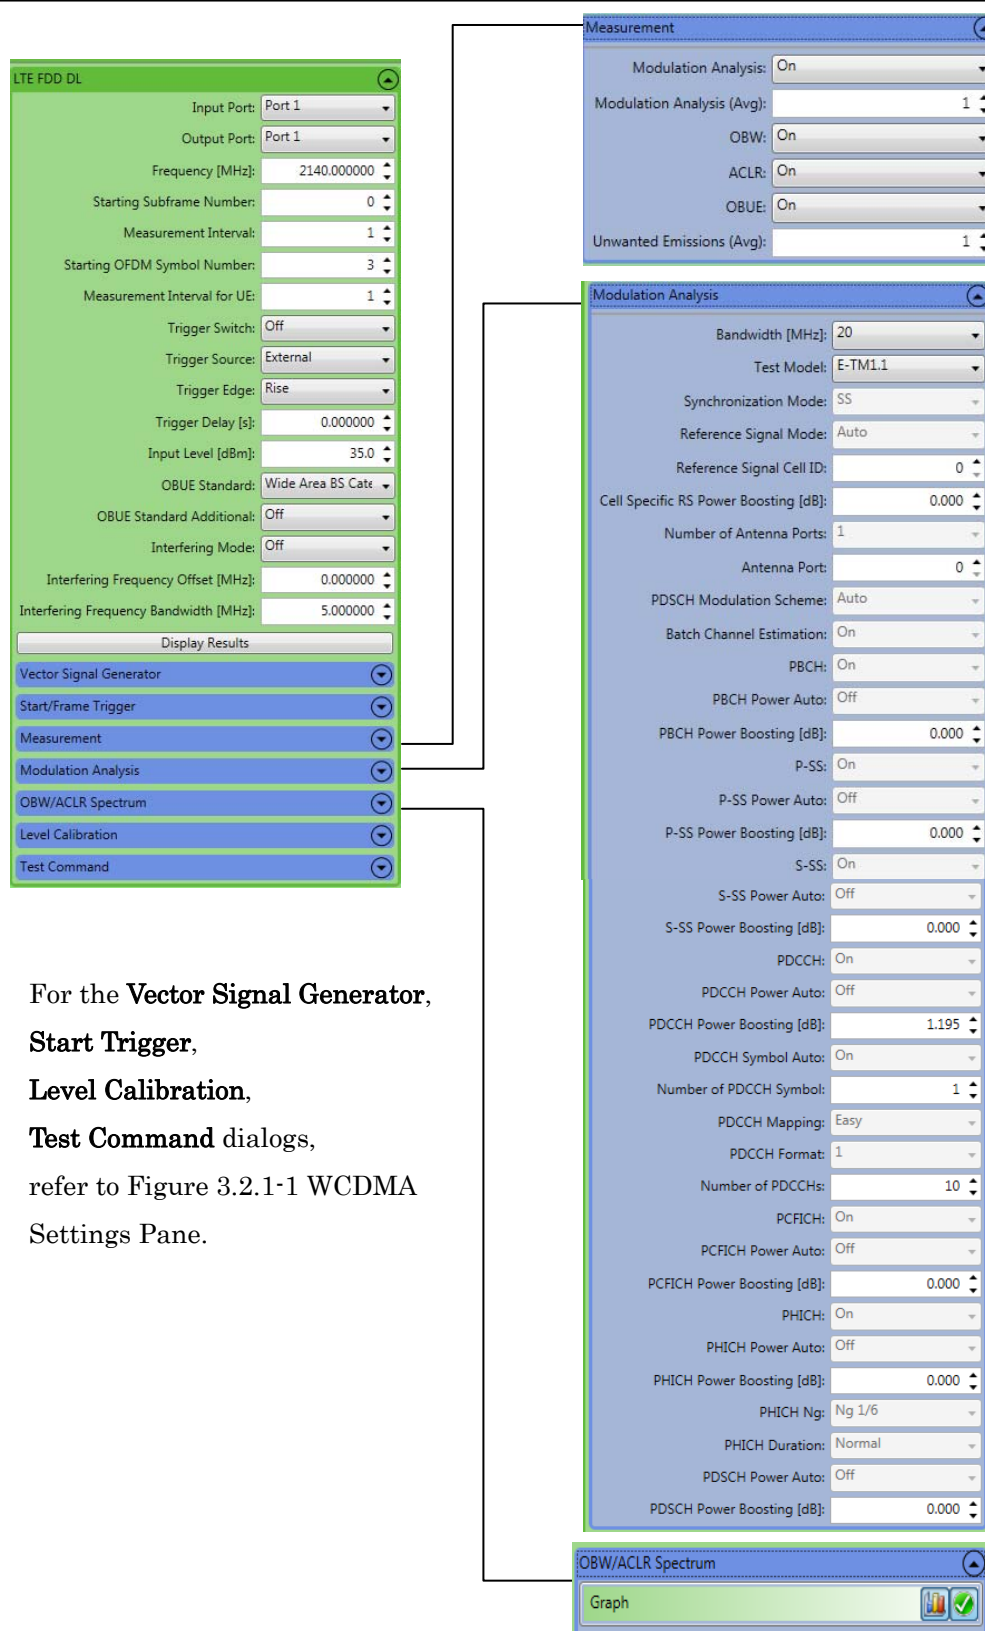 LTE FDD DL
Input Port: Port 1
Output Port: Port 1
Frequency [MHz]: 2140.000000
Starting Subframe Number: 0
Measurement Interval: 1
Starting OFDM Symbol Number: 3
Measurement Interval for UE: 1
Trigger Switch: Off
Trigger Source: External
Trigger Edge: Rise
Trigger Delay [s]: 0.000000
Input Level [dBm]: 35.0
OBUE Standard: Wide Area BS Cate
OBUE Standard Additional: Off
Interfering Mode: Off
Interfering Frequency Offset [MHz]: 0.000000
Interfering Frequency Bandwidth [MHz]: 5.000000
Display Results
Vector Signal Generator
Start/Frame Trigger
Measurement
Modulation Analysis
OBW/ACLR Spectrum
Level Calibration
Test Command
For the Vector Signal Generator,
Start Trigger,
Level Calibration,
Test Command dialogs,
refer to Figure 3.2.1-1 WCDMA
Settings Pane.
Measurement
Modulation Analysis: On
Modulation Analysis (Avg): 1
OBW: On
ACLR: On
OBUE: On
Unwanted Emissions (Avg): 1
Modulation Analysis
Bandwidth [MHz]: 20
Test Model: E-TM1.1
Synchronization Mode: SS
Reference Signal Mode: Auto
Reference Signal Cell ID: 0
Cell Specific RS Power Boosting [dB]: 0.000
Number of Antenna Ports: 1
Antenna Port: 0
PDSCH Modulation Scheme: Auto
Batch Channel Estimation: On
PBCH: On
PBCH Power Auto: Off
PBCH Power Boosting [dB]: 0.000
P-SS: On
P-SS Power Auto: Off
P-SS Power Boosting [dB]: 0.000
S-SS: On
S-SS Power Auto: Off
S-SS Power Boosting [dB]: 0.000
PDCCH: On
PDCCH Power Auto: Off
PDCCH Power Boosting [dB]: 1.195
PDCCH Symbol Auto: On
Number of PDCCH Symbol: 1
PDCCH Mapping: Easy
PDCCH Format: 1
Number of PDCCHs: 10
PCFICH: On
PCFICH Power Auto: Off
PCFICH Power Boosting [dB]: 0.000
PHICH: On
PHICH Power Auto: Off
PHICH Power Boosting [dB]: 0.000
PHICH Ng: Ng 1/6
PHICH Duration: Normal
PDSCH Power Auto: Off
PDSCH Power Boosting [dB]: 0.000
OBW/ACLR Spectrum
Graph